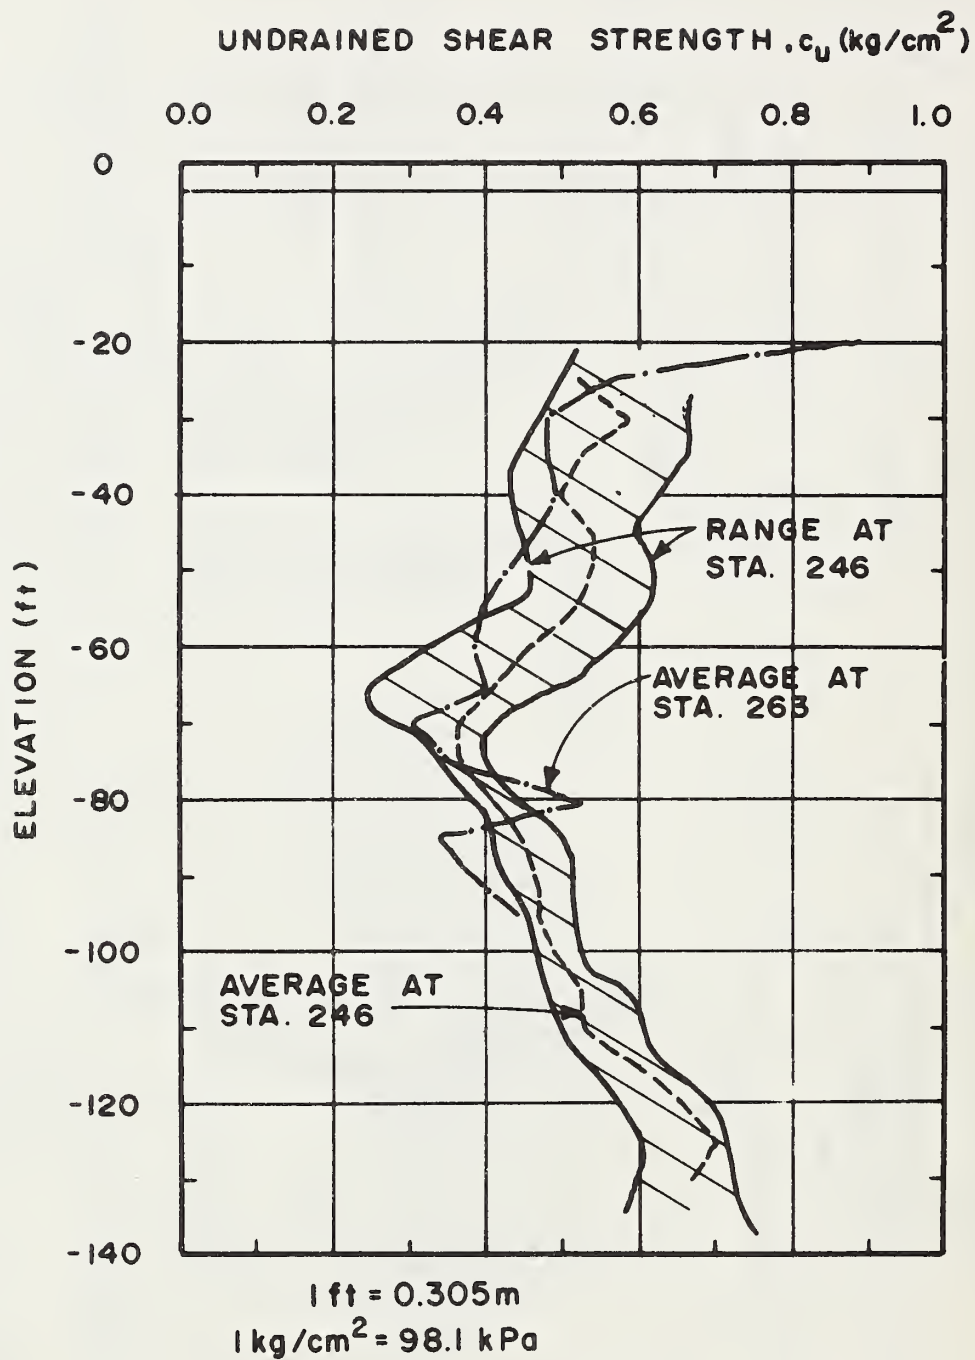 UNDRAINED SHEAR STRENGTH, cu (kg/cm2)
0.0 0.2 0.4 0.6 0.8 1.0
0
-20
-40
RANGE AT
STA. 246
ELEVATION (ft)
-60
AVERAGE AT
STA. 263
-80
-100
AVERAGE AT
STA. 246
-120
-140
1 ft = 0.305m
1 kg/cm2 = 98.1 kPa